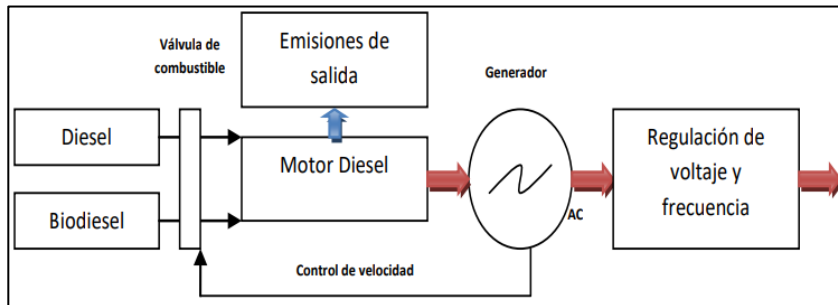 Válvula de
combustible
Emisiones de
salida
Generador
Diesel
Motor Diesel
Biodiesel
AC
Regulación de
voltaje y
frecuencia
Control de velocidad